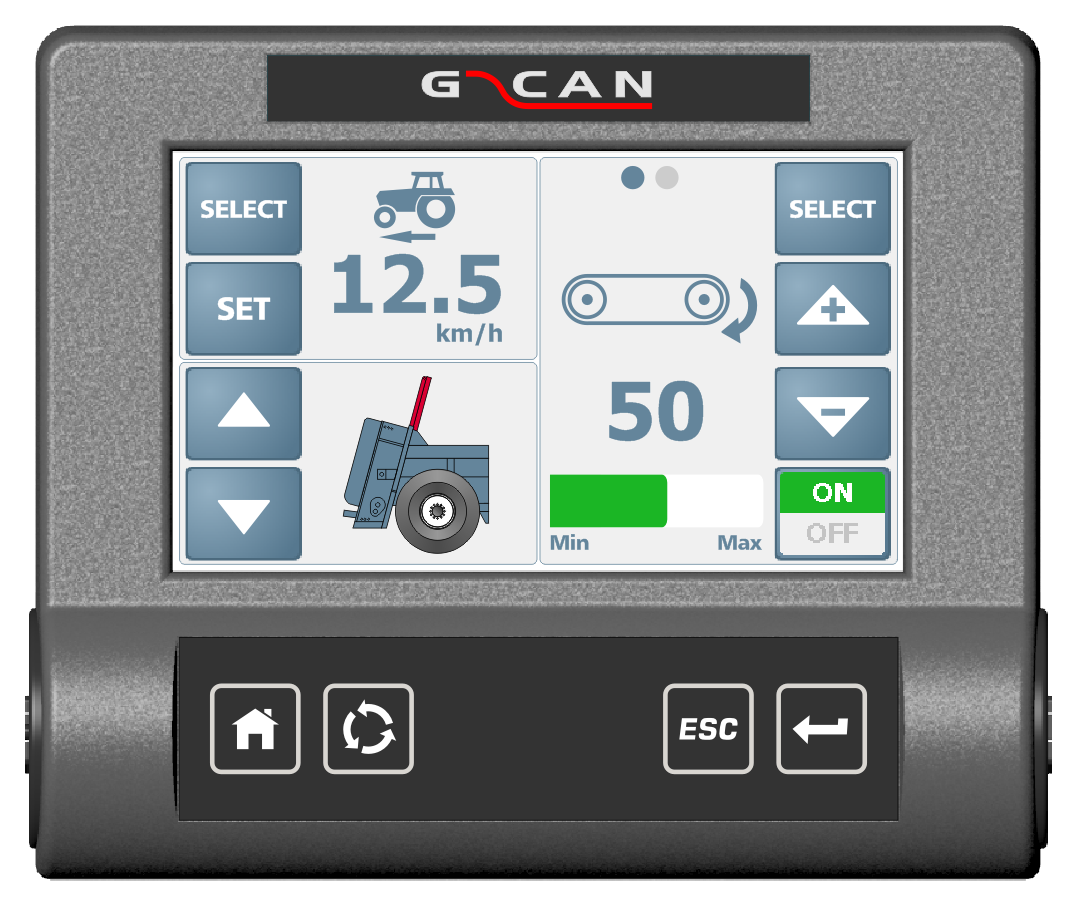 G CAN
SELECT
12.5
km/h
SET
SELECT
50
Min
Max
ON
OFF
ESC